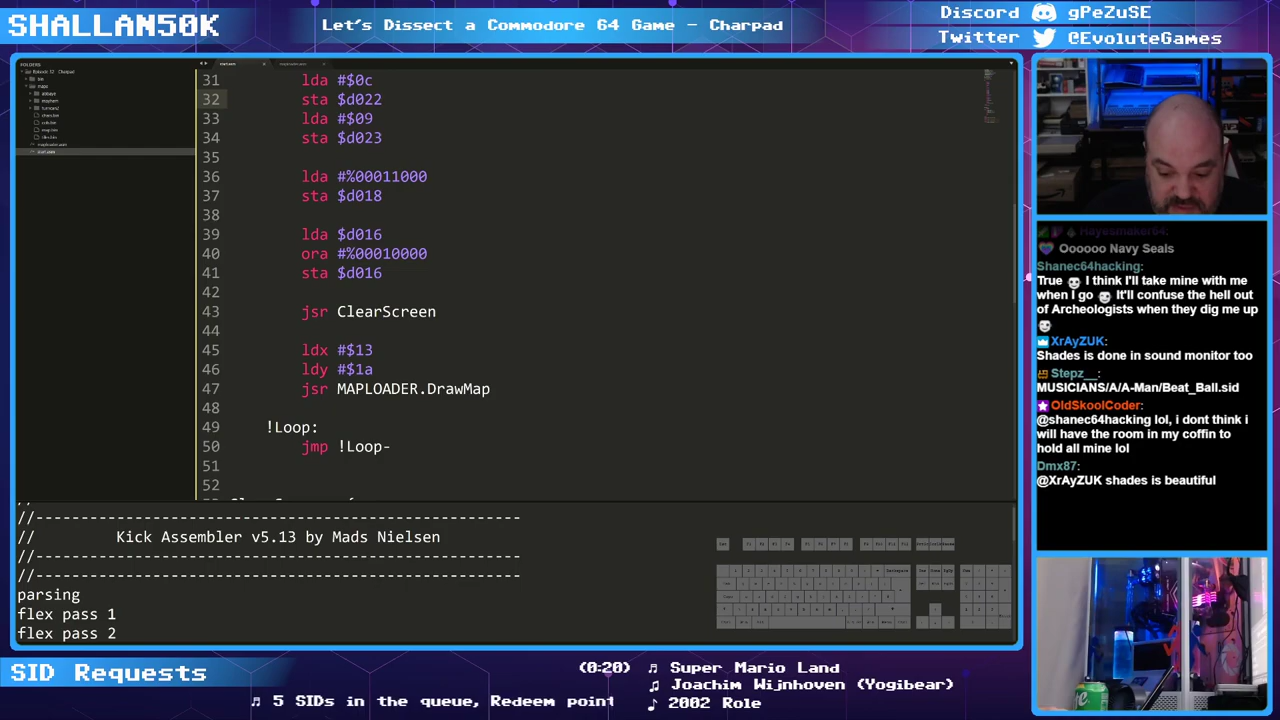 SHALLAN50K
Let's Dissect a Commodore 64 Game - Charpad
Discord gPeZuSE
Twitter @EvoluteGames
FOLDERS
31 lda #$0c
32 sta $d022
33 lda #$09
34 sta $d023
35
36 lda #%00011000
37 sta $d018
38
39 lda $d016
40 ora #%00010000
41 sta $d016
42
43 jsr ClearScreen
44
45 ldx #$13
46 ldy #$1a
47 jsr MAPLOADER.DrawMap
48
49 !Loop:
50 jmp !Loop-
51
52
//------------------------------------------------------
// Kick Assembler v5.13 by Mads Nielsen
//------------------------------------------------------
//------------------------------------------------------
parsing
flex pass 1
flex pass 2
Hayesmaker64:
Oooooo Navy Seals
Shanec64hacking:
True I think I'll take mine with me
when I go It'll confuse the hell out
of Archeologists when they dig me up
XrAyZUK:
Shades is done in sound monitor too
Stepz__:
MUSICIANS/A/A-Man/Beat_Ball.sid
OldSkoolCoder:
@shanec64hacking lol, i dont think i
will have the room in my coffin to
hold all mine lol
Dmx87:
@XrAyZUK shades is beautiful
SID Requests
5 SIDs in the queue, Redeem point
(0:20) Super Mario Land
Joachim Wijnhoven (Yogibear)
2002 Role